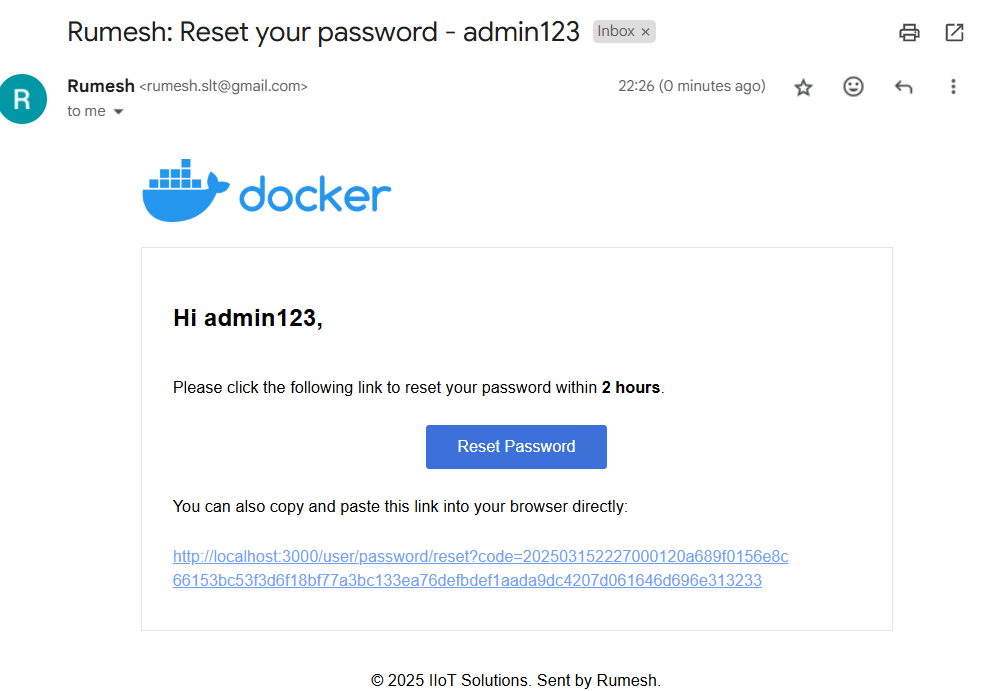 Rumesh: Reset your password - admin123 Inbox ×
R
Rumesh <rumesh.slt@gmail.com> 22:26 (0 minutes ago)
to me
docker
Hi admin123,
Please click the following link to reset your password within 2 hours.
Reset Password
You can also copy and paste this link into your browser directly:
http://localhost:3000/user/password/reset?code=202503152227000120a689f0156e8c
66153bc53f3d6f18bf77a3bc133ea76defbdef1aada9dc4207d061646d696e313233
© 2025 IIoT Solutions. Sent by Rumesh.